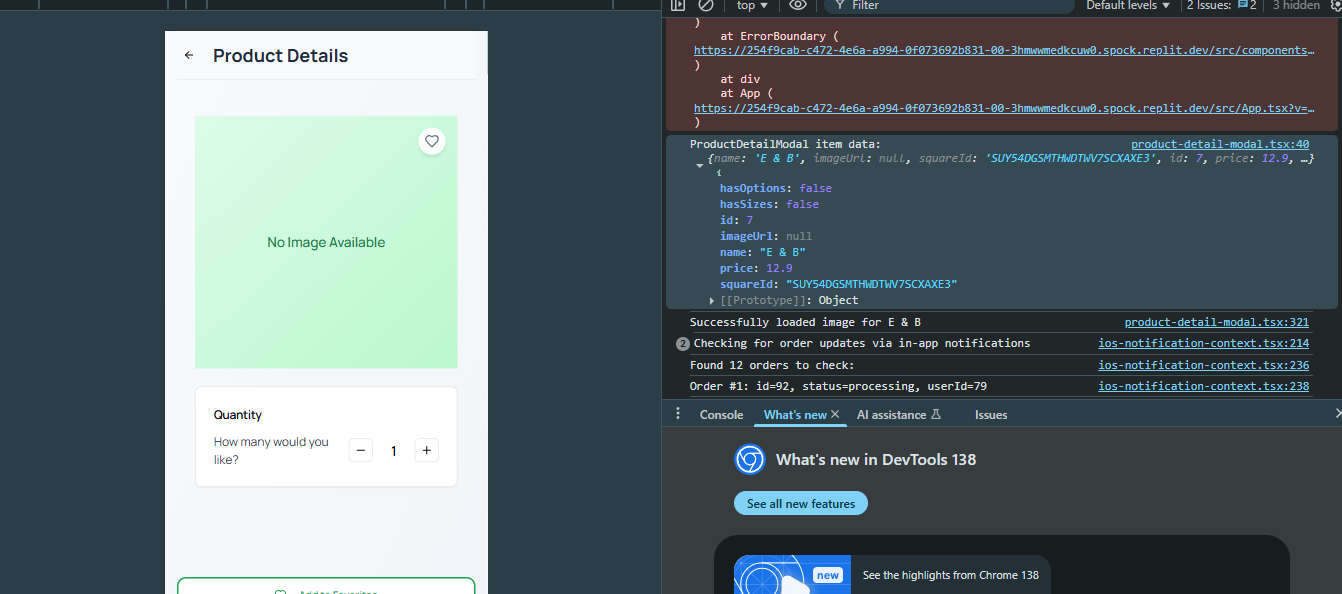 top ▼
Filter
Default levels ▼
2 Issues: 2
3 hidden
← Product Details
No Image Available
Quantity
How many would you
like?
− 1 +
)
at ErrorBoundary (
https://254f9cab-c472-4e6a-a994-0f073692b831-00-3hmwwmedkcuw0.spock.replit.dev/src/components…
)
at div
at App (
https://254f9cab-c472-4e6a-a994-0f073692b831-00-3hmwwmedkcuw0.spock.replit.dev/src/App.tsx?v=…
)
ProductDetailModal item data: product-detail-modal.tsx:40
{name: 'E & B', imageUrl: null, squareId: 'SUY54DGSMTHWDTWV7SCXAXE3', id: 7, price: 12.9, …}
{
hasOptions: false
hasSizes: false
id: 7
imageUrl: null
name: "E & B"
price: 12.9
squareId: "SUY54DGSMTHWDTWV7SCXAXE3"
[[Prototype]]: Object
Successfully loaded image for E & B product-detail-modal.tsx:321
2 Checking for order updates via in-app notifications ios-notification-context.tsx:214
Found 12 orders to check: ios-notification-context.tsx:236
Order #1: id=92, status=processing, userId=79 ios-notification-context.tsx:238
Console What's new AI assistance Issues
What's new in DevTools 138
See all new features
new
See the highlights from Chrome 138
Add to Favorites